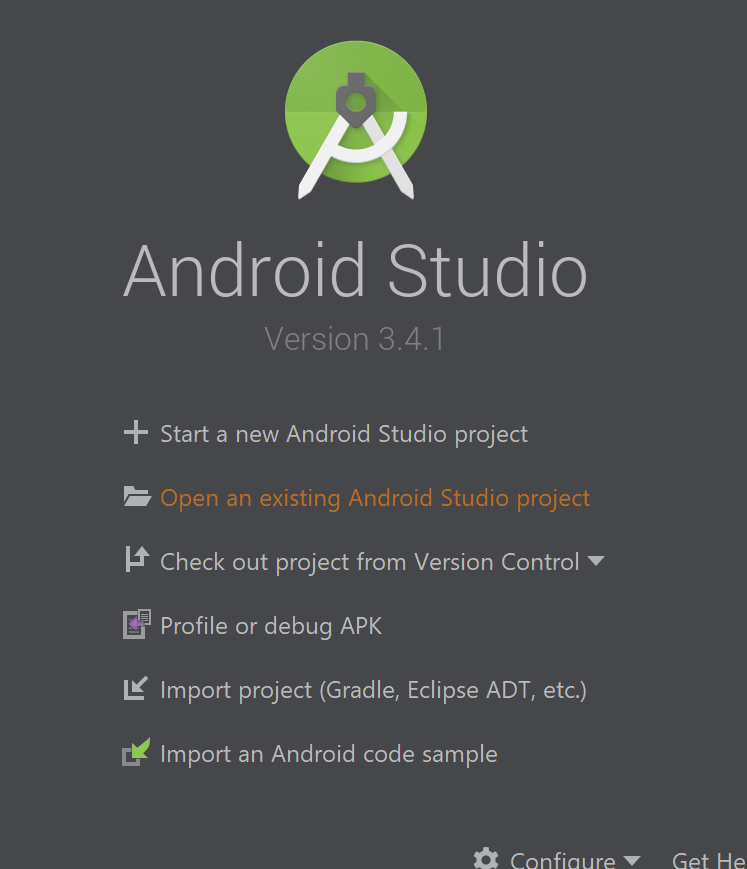 Android Studio
Version 3.4.1
Start a new Android Studio project
Open an existing Android Studio project
Check out project from Version Control
Profile or debug APK
Import project (Gradle, Eclipse ADT, etc.)
Import an Android code sample
Configure Get He